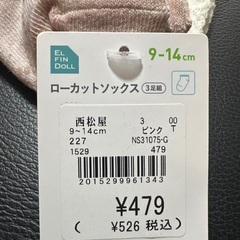 EL
FIN
DOLL
9-14cm
ローカットソックス 3足組
西松屋 3 00
9~14cm ピンク T
227 NS31075-G
1529 479
2015299961343
¥479
( ¥526 税込)